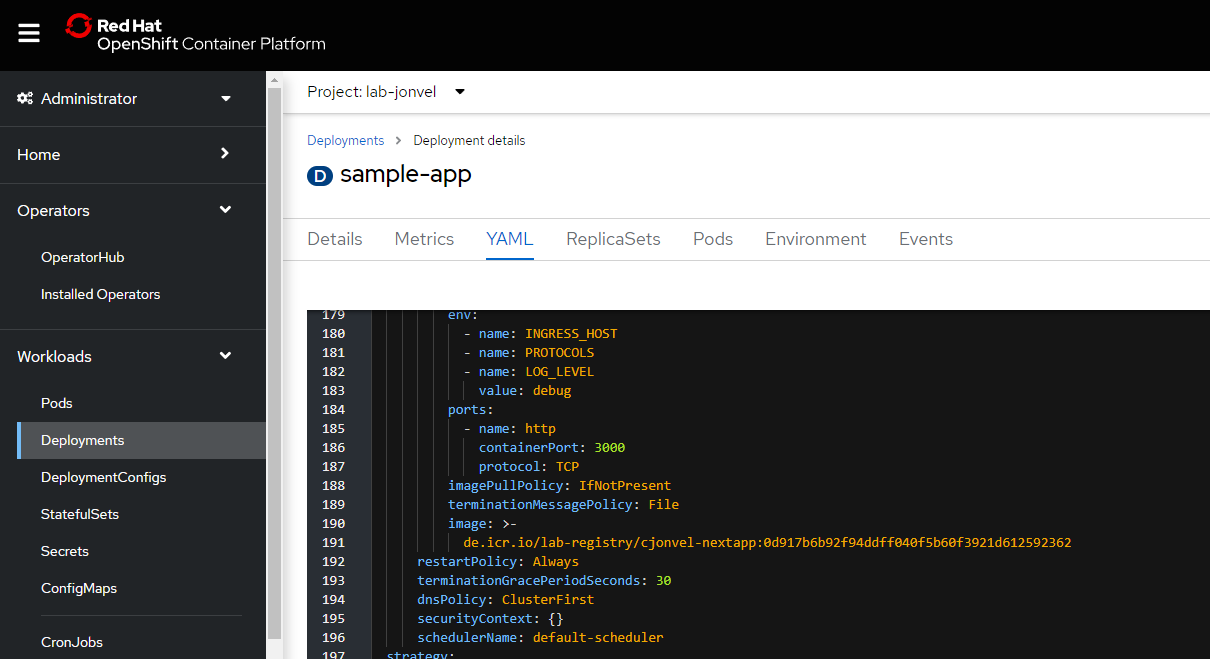 Red Hat
OpenShift Container Platform
Administrator
Home
Operators
OperatorHub
Installed Operators
Workloads
Pods
Deployments
DeploymentConfigs
StatefulSets
Secrets
ConfigMaps
CronJobs
Project: lab-jonvel
Deployments > Deployment details
D sample-app
Details Metrics YAML ReplicaSets Pods Environment Events
179 env:
180 - name: INGRESS_HOST
181 - name: PROTOCOLS
182 - name: LOG_LEVEL
183 value: debug
184 ports:
185 - name: http
186 containerPort: 3000
187 protocol: TCP
188 imagePullPolicy: IfNotPresent
189 terminationMessagePolicy: File
190 image: >-
191 de.icr.io/lab-registry/cjonvel-nextapp:0d917b6b92f94ddff040f5b60f3921d612592362
192 restartPolicy: Always
193 terminationGracePeriodSeconds: 30
194 dnsPolicy: ClusterFirst
195 securityContext: {}
196 schedulerName: default-scheduler
197 strategy: